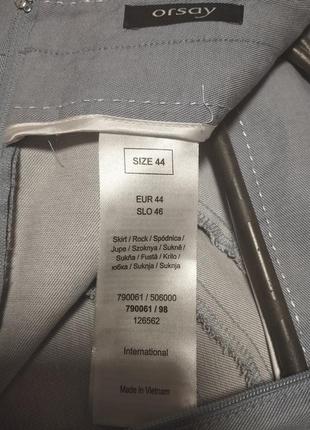 orsay
SIZE 44
EUR 44
SLO 46
Skirt / Rock / Spódnica /
Jupe / Szoknya / Sukně /
Sukňa / Fustă / Krilo /
юбка / Suknja / Suknja
790061 / 506000
790061 / 98
126562
International
Made in Vietnam